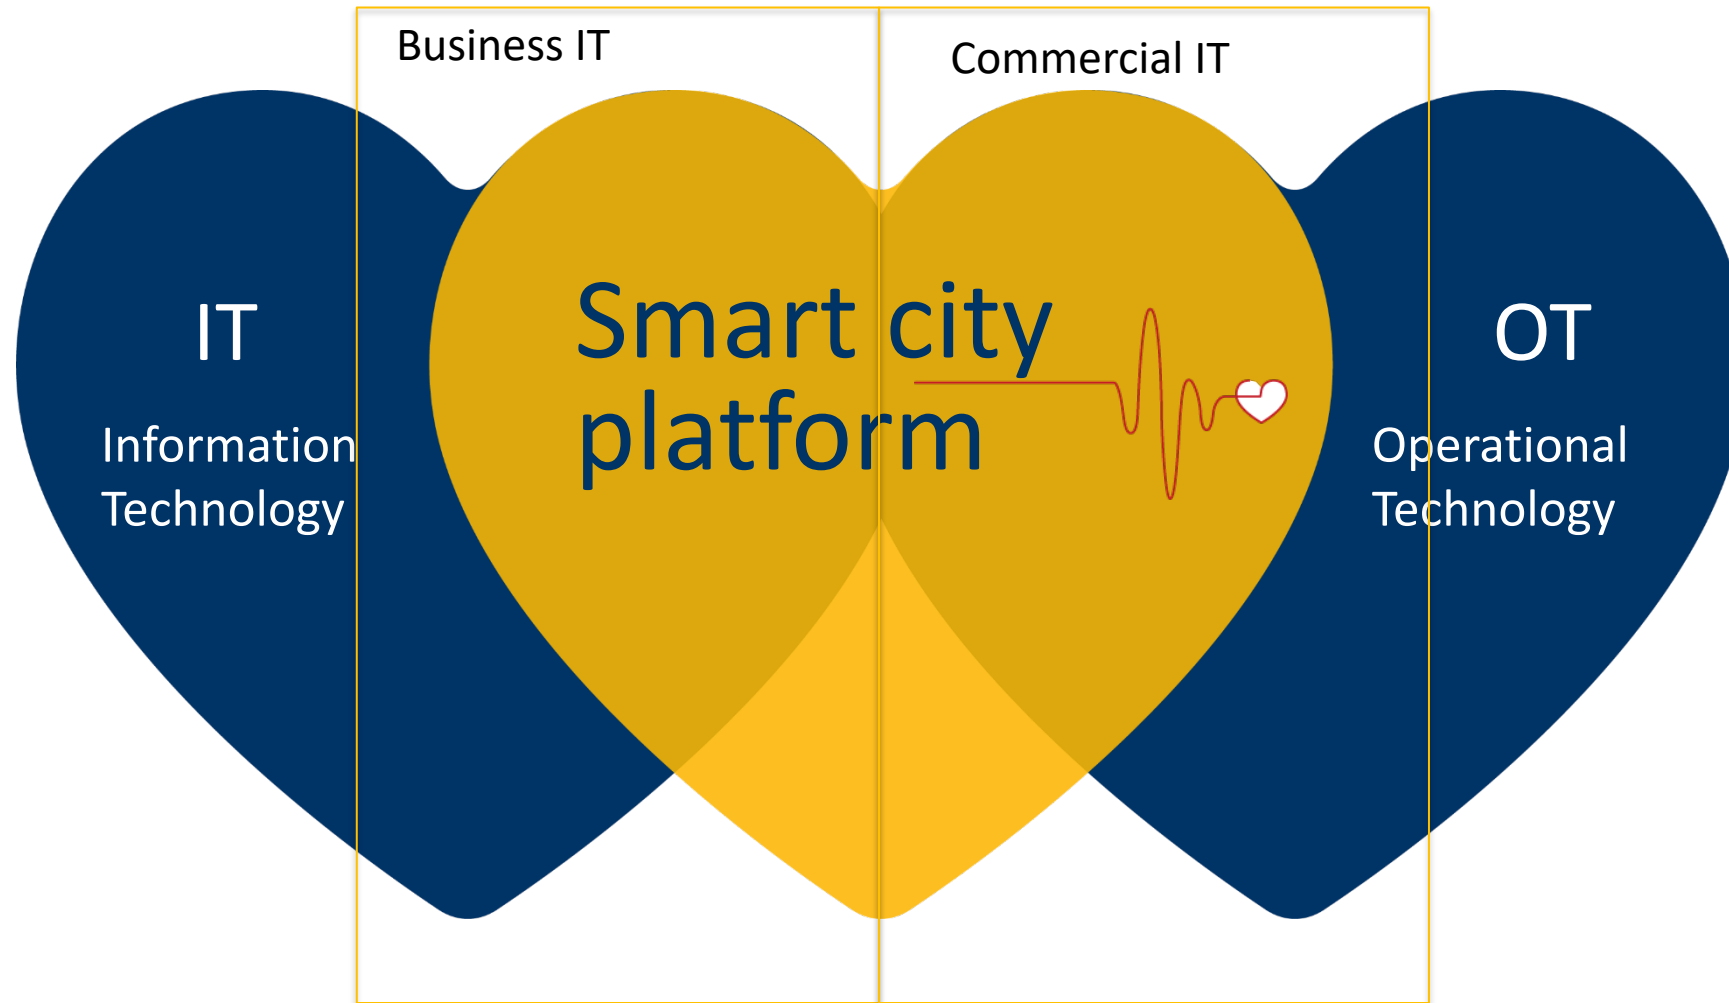 Business IT
Commercial IT
IT
Information
Technology
Smart city
platform
OT
Operational
Technology